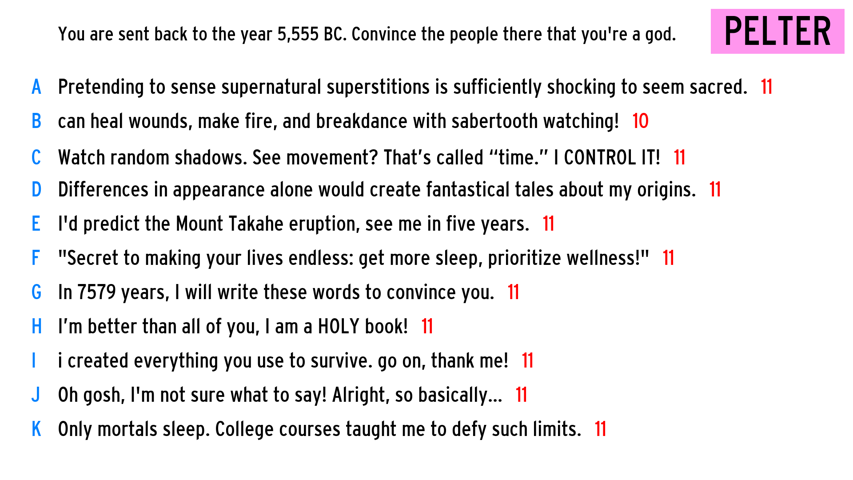 You are sent back to the year 5,555 BC. Convince the people there that you're a god.
PELTER
A Pretending to sense supernatural superstitions is sufficiently shocking to seem sacred. 11
B can heal wounds, make fire, and breakdance with sabertooth watching! 10
C Watch random shadows. See movement? That’s called “time.” I CONTROL IT! 11
D Differences in appearance alone would create fantastical tales about my origins. 11
E I'd predict the Mount Takahe eruption, see me in five years. 11
F "Secret to making your lives endless: get more sleep, prioritize wellness!" 11
G In 7579 years, I will write these words to convince you. 11
H I’m better than all of you, I am a HOLY book! 11
I i created everything you use to survive. go on, thank me! 11
J Oh gosh, I'm not sure what to say! Alright, so basically... 11
K Only mortals sleep. College courses taught me to defy such limits. 11